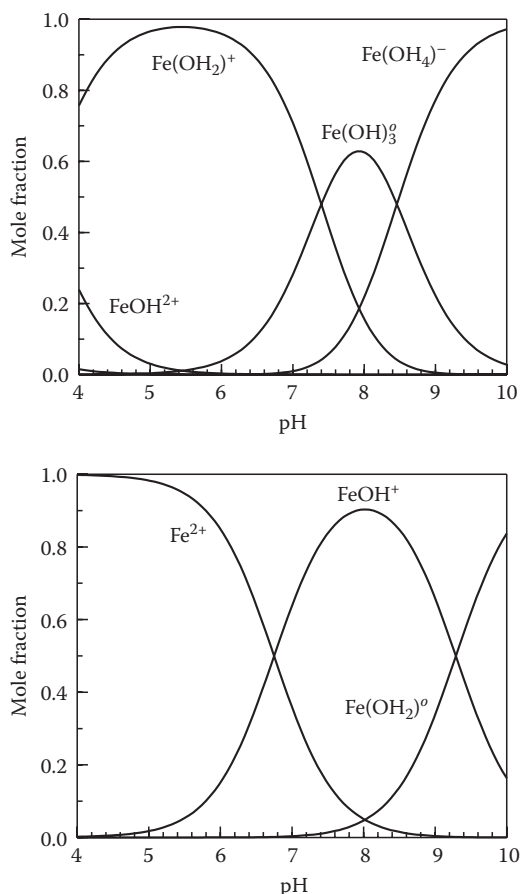 1.0
0.8
0.6
0.4
0.2
0.0
Mole fraction
Fe(OH₂)⁺
Fe(OH₄)⁻
Fe(OH)₃ᵒ
FeOH²⁺
4 5 6 7 8 9 10
pH
1.0
0.8
0.6
0.4
0.2
0.0
Mole fraction
FeOH⁺
Fe²⁺
Fe(OH₂)ᵒ
4 5 6 7 8 9 10
pH